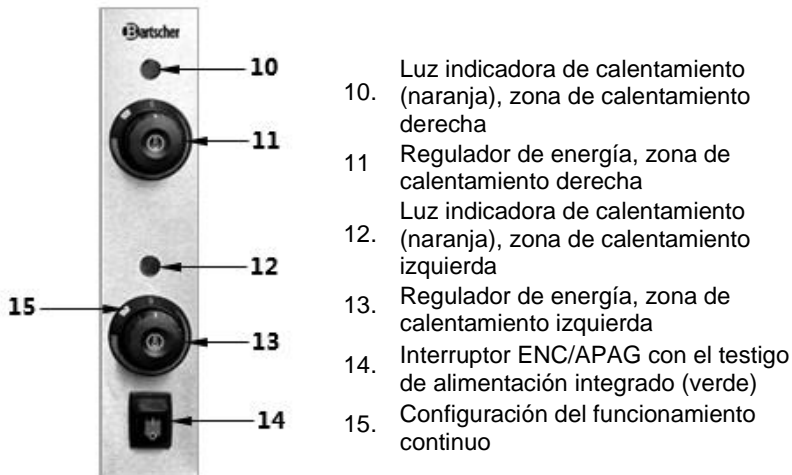 Bartscher
10
11
12
15
13
14
10. Luz indicadora de calentamiento
(naranja), zona de calentamiento
derecha
11 Regulador de energía, zona de
calentamiento derecha
12. Luz indicadora de calentamiento
(naranja), zona de calentamiento
izquierda
13. Regulador de energía, zona de
calentamiento izquierda
14. Interruptor ENC/APAG con el testigo
de alimentación integrado (verde)
15. Configuración del funcionamiento
continuo